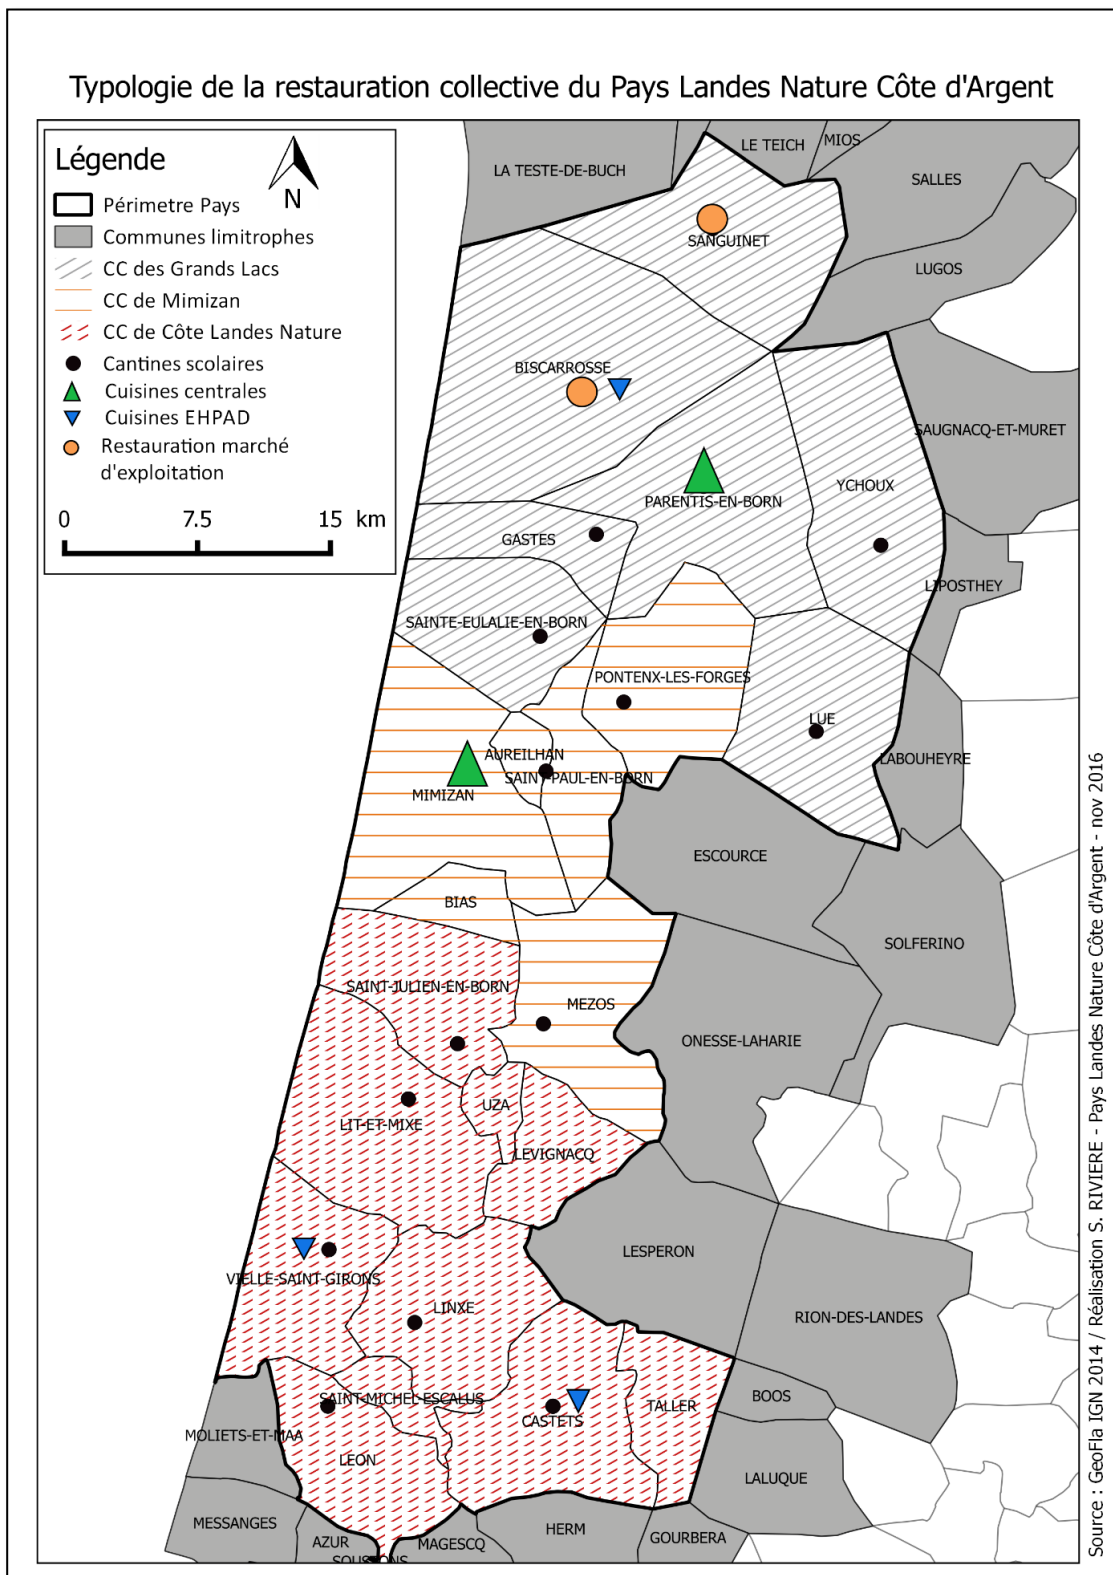 Typologie de la restauration collective du Pays Landes Nature Côte d'Argent
Légende
N
Périmetre Pays
Communes limitrophes
CC des Grands Lacs
CC de Mimizan
CC de Côte Landes Nature
Cantines scolaires
Cuisines centrales
Cuisines EHPAD
Restauration marché
d'exploitation
0 7.5 15 km
LA TESTE-DE-BUCH
LE TEICH
MIOS
SALLES
SANGUINET
LUGOS
BISCARROSSE
SAUGNACQ-ET-MURET
YCHOUX
PARENTIS-EN-BORN
GASTES
LIPOSTHEY
SAINTE-EULALIE-EN-BORN
PONTENX-LES-FORGES
LUE
LABOUHEYRE
AUREILHAN
SAINT-PAUL-EN-BORN
MIMIZAN
ESCOURCE
BIAS
SOLFERINO
SAINT-JULIEN-EN-BORN
MEZOS
ONESSE-LAHARIE
UZA
LIT-ET-MIXE
LEVIGNACQ
LESPERON
VIELLE-SAINT-GIRONS
LINXE
RION-DES-LANDES
SAINT-MICHEL-ESCALUS
CASTETS
TALLER
BOOS
MOLIETS-ET-MAA
LEON
LALUQUE
MESSANGES
AZUR
SOUSTONS
MAGESCQ
HERM
GOURBERA
Source : GeoFla IGN 2014 / Réalisation S. RIVIERE - Pays Landes Nature Côte d'Argent - nov 2016